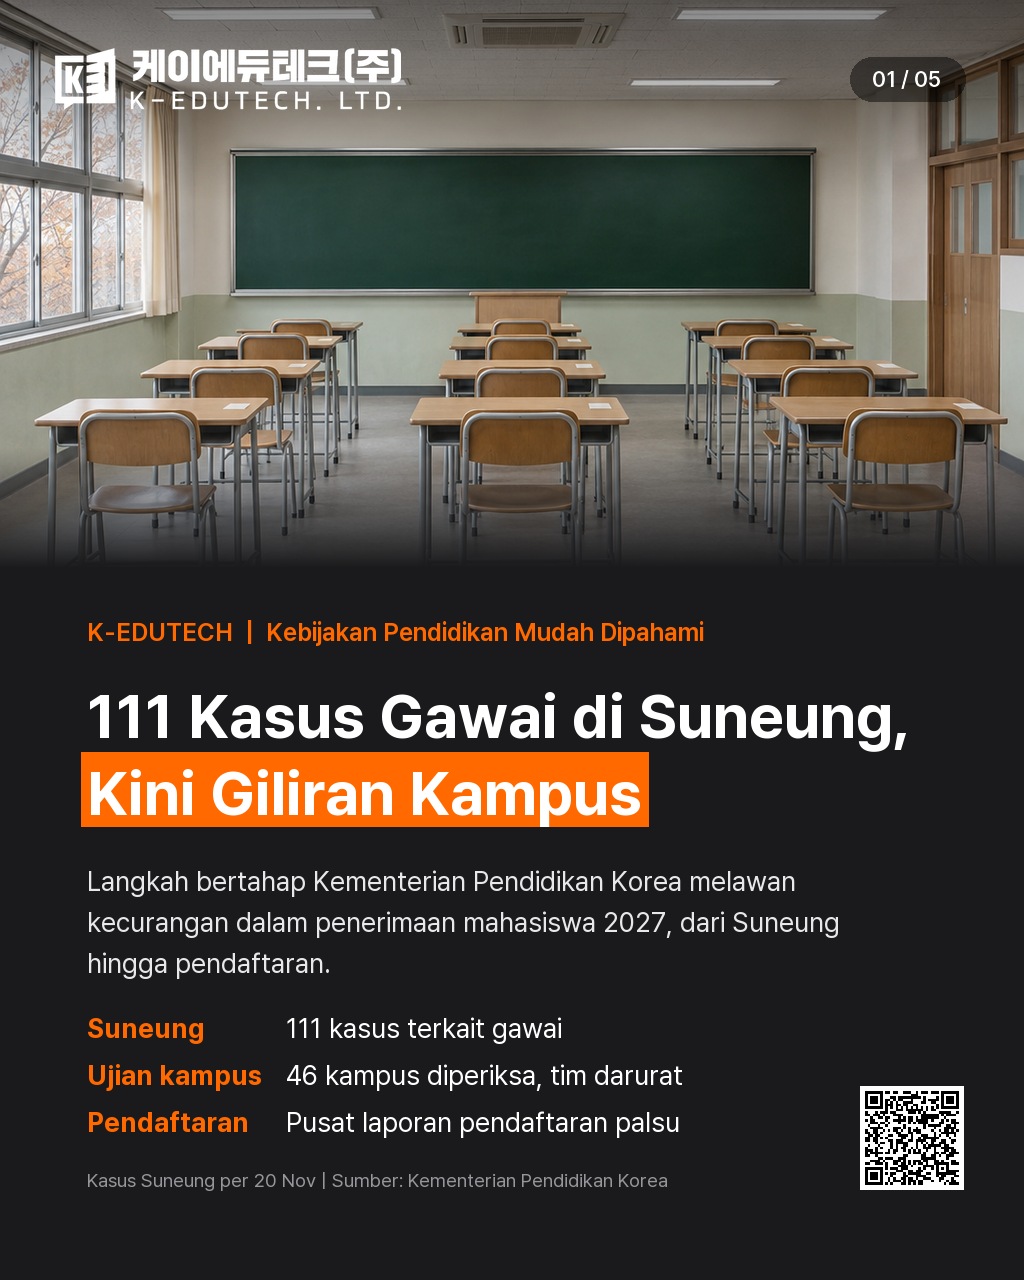 케이에듀테크(주)
K-EDUTECH. LTD.
01 / 05
K-EDUTECH | Kebijakan Pendidikan Mudah Dipahami
111 Kasus Gawai di Suneung,
Kini Giliran Kampus
Langkah bertahap Kementerian Pendidikan Korea melawan
kecurangan dalam penerimaan mahasiswa 2027, dari Suneung
hingga pendaftaran.
Suneung 111 kasus terkait gawai
Ujian kampus 46 kampus diperiksa, tim darurat
Pendaftaran Pusat laporan pendaftaran palsu
Kasus Suneung per 20 Nov | Sumber: Kementerian Pendidikan Korea